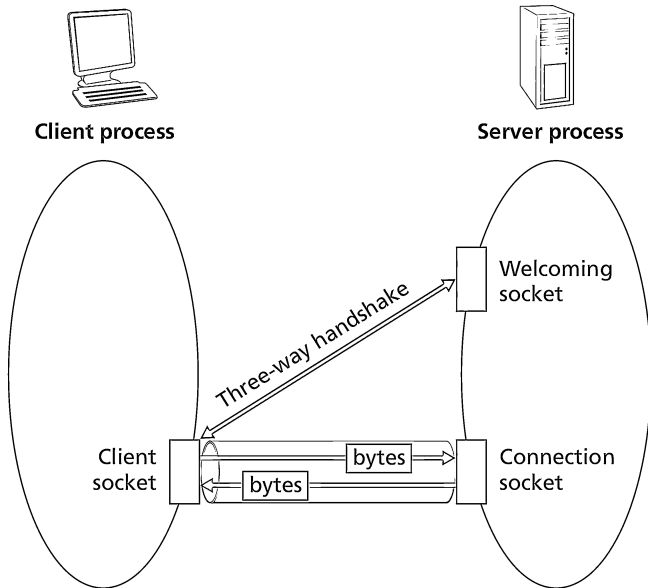 Client process
Server process
Welcoming
socket
Three-way handshake
Client
socket
bytes
bytes
Connection
socket